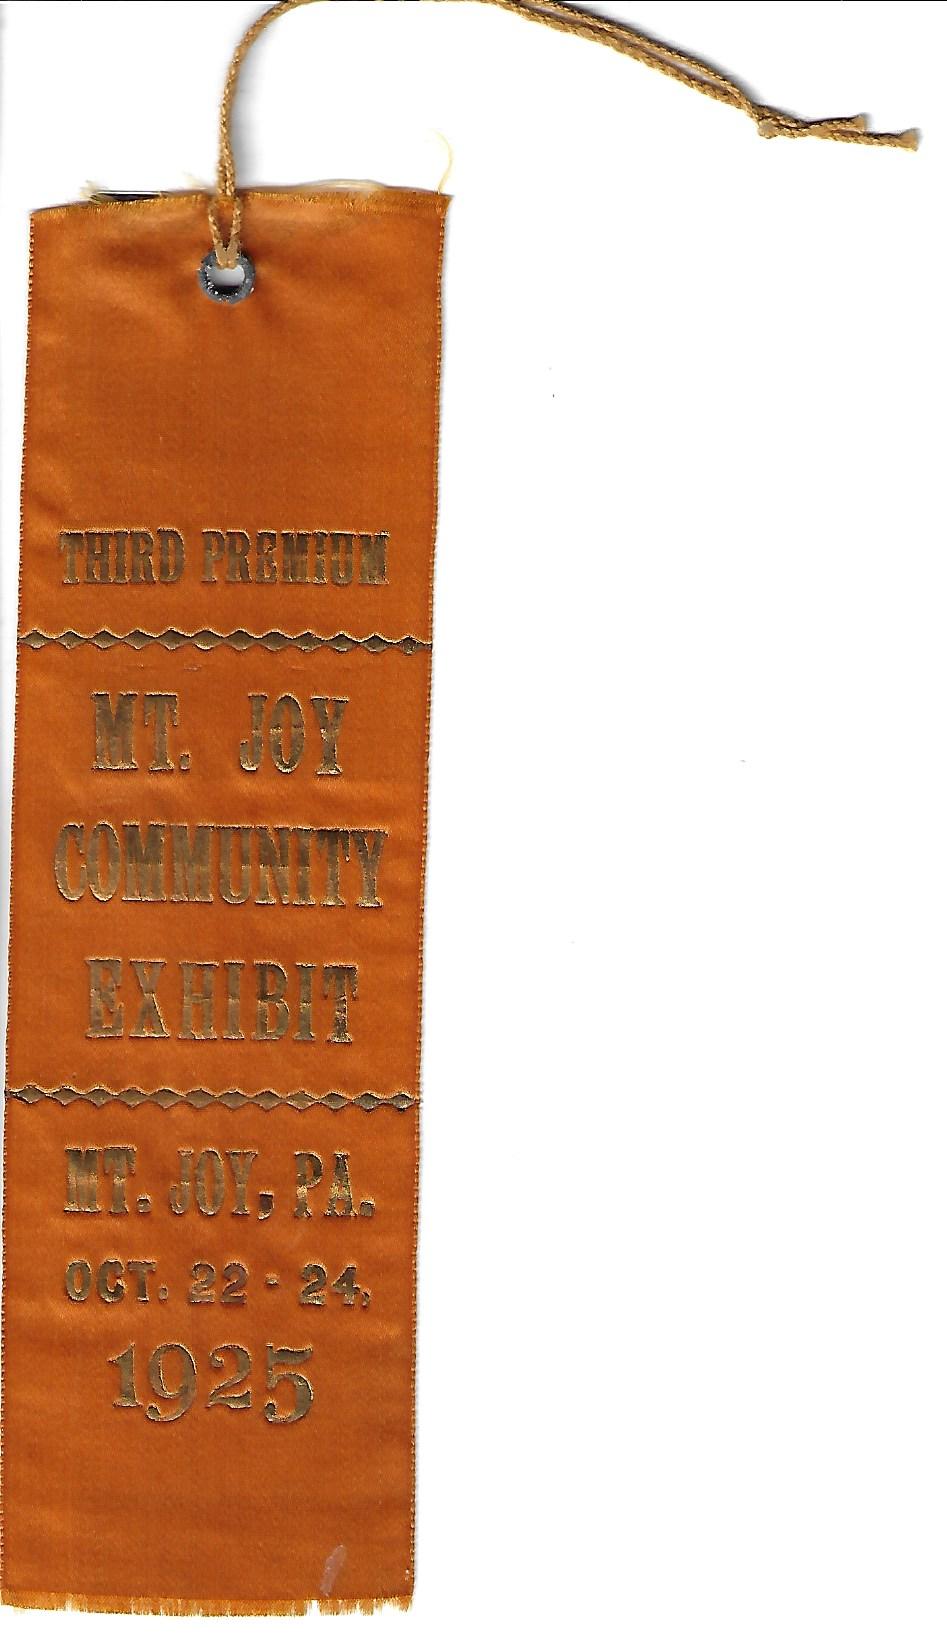 THIRD PREMIUM
MT. JOY
COMMUNITY
EXHIBIT
MT. JOY, PA.
OCT. 22 - 24,
1925